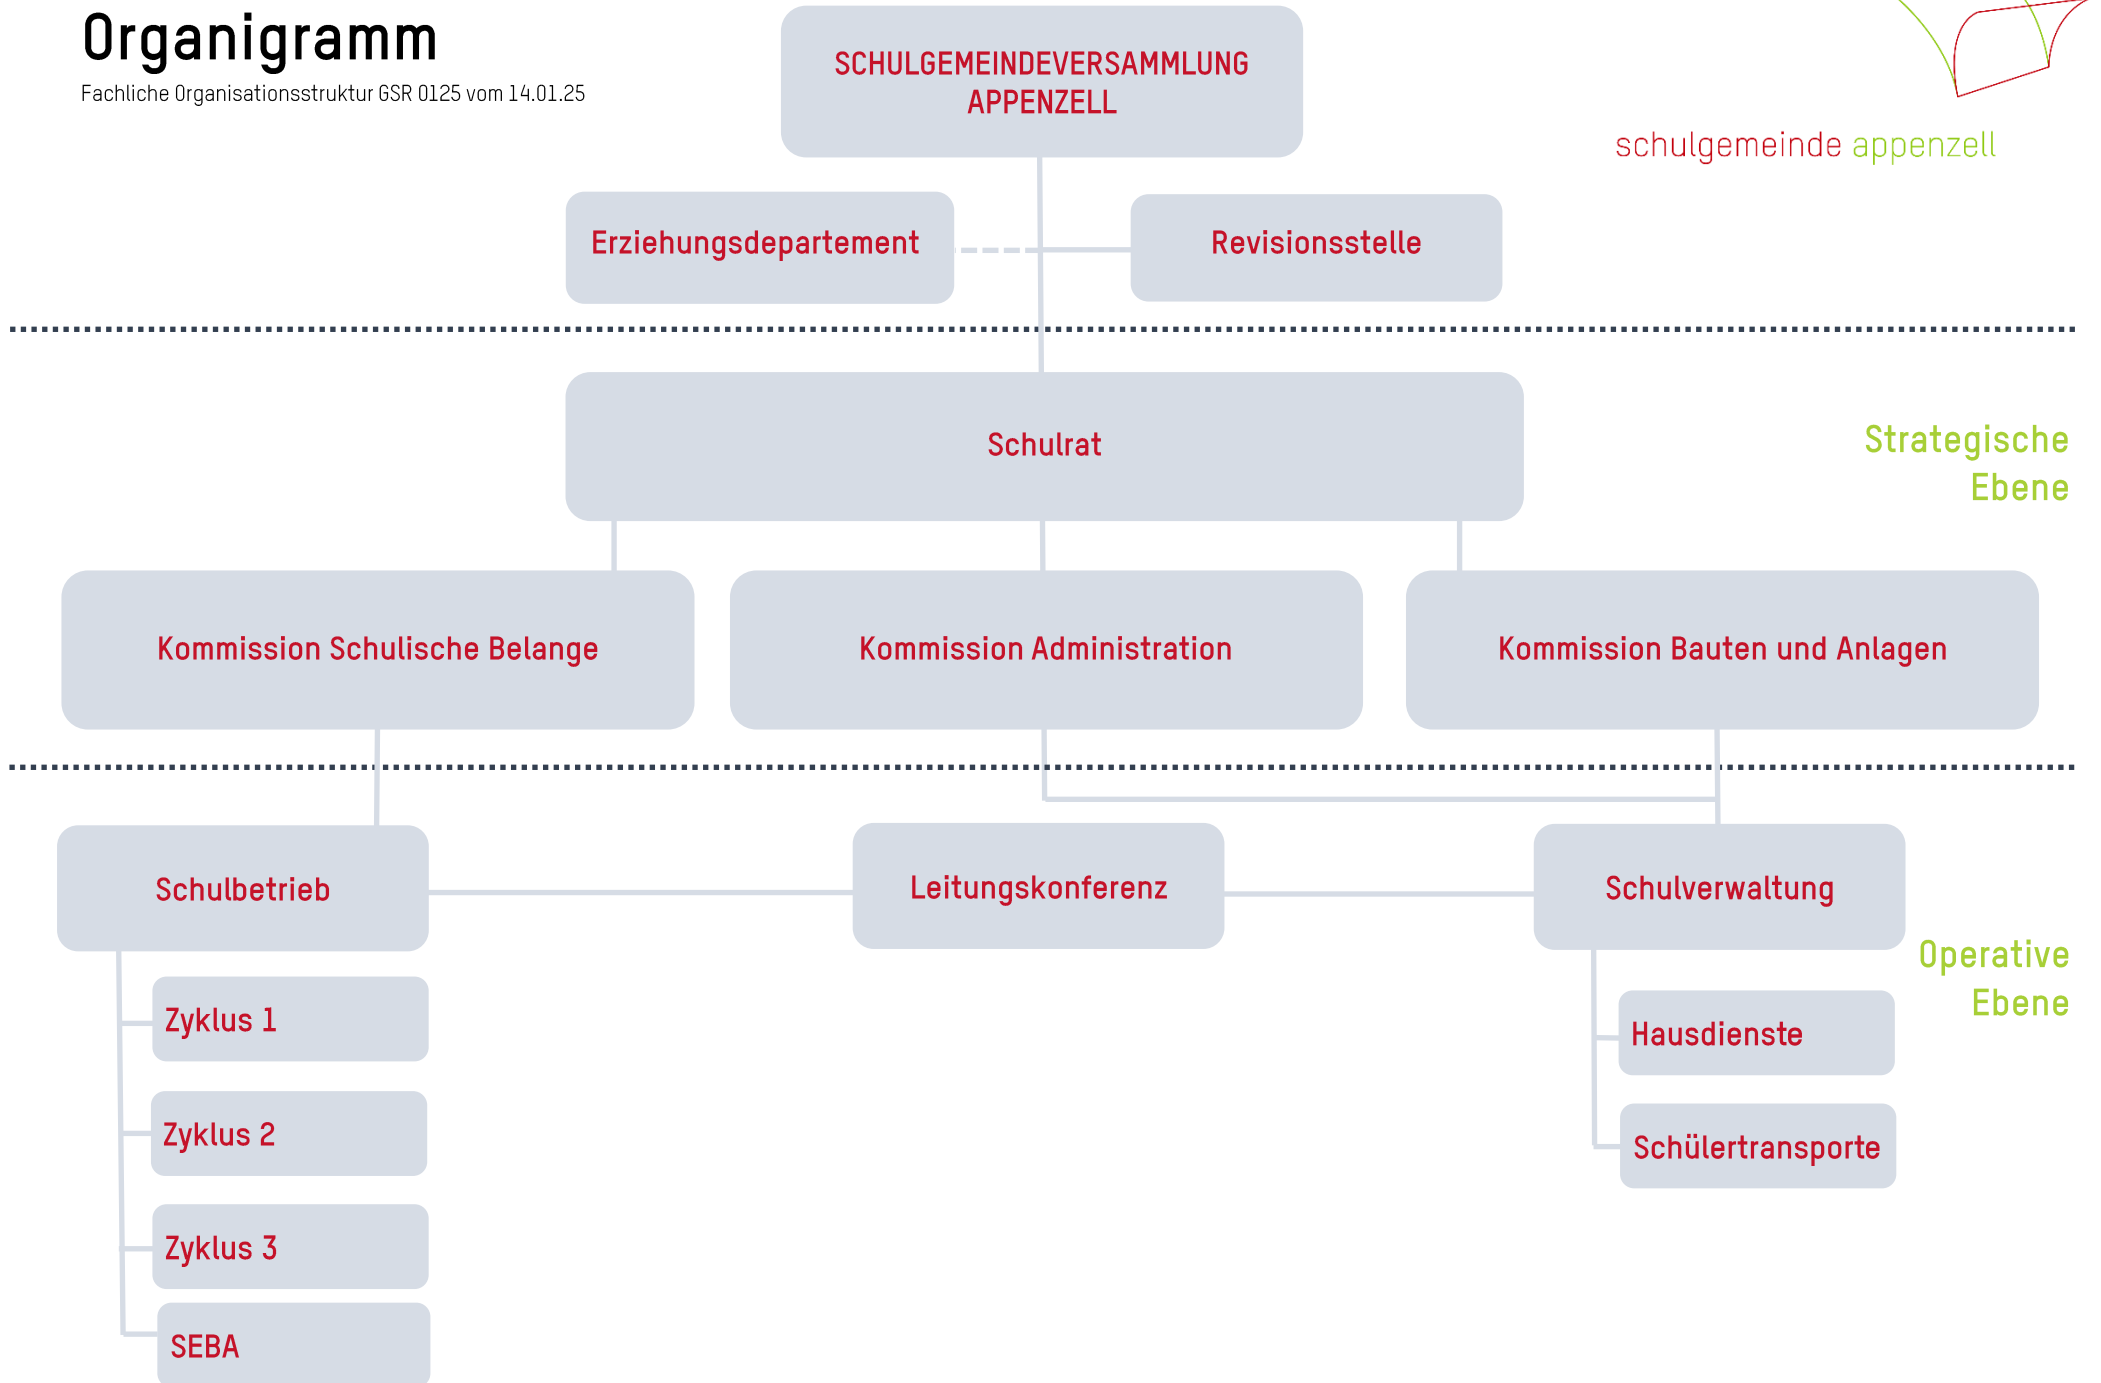 Organigramm
Fachliche Organisationsstruktur GSR 0125 vom 14.01.25
SCHULGEMEINDEVERSAMMLUNG
APPENZELL
schulgemeinde appenzell
Erziehungsdepartement
Revisionsstelle
Schulrat
Strategische
Ebene
Kommission Schulische Belange
Kommission Administration
Kommission Bauten und Anlagen
Schulbetrieb
Leitungskonferenz
Schulverwaltung
Operative
Ebene
Zyklus 1
Hausdienste
Zyklus 2
Schülertransporte
Zyklus 3
SEBA